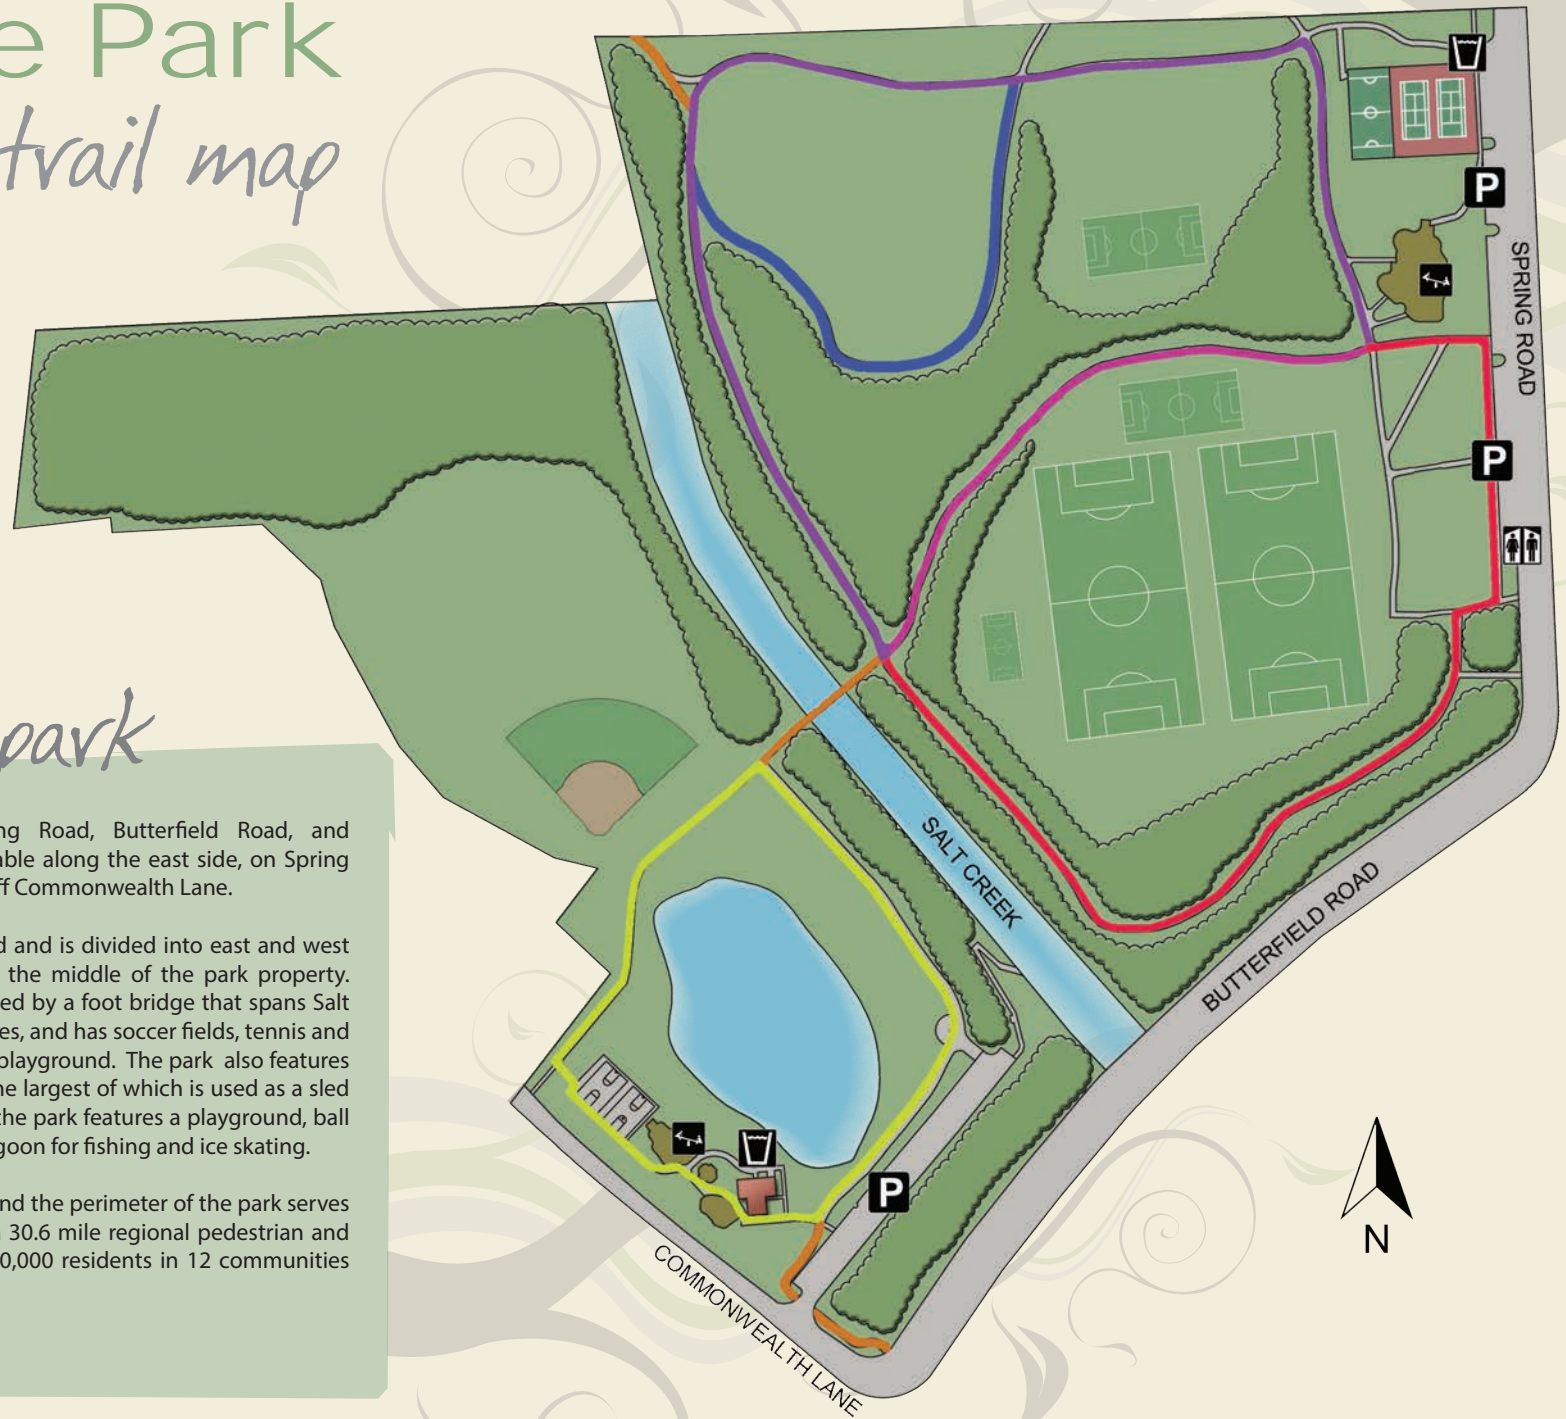 e Park
trail map
park
ng Road, Butterfield Road, and
able along the east side, on Spring
ff Commonwealth Lane.
d and is divided into east and west
the middle of the park property.
ed by a foot bridge that spans Salt
es, and has soccer fields, tennis and
playground. The park also features
he largest of which is used as a sled
the park features a playground, ball
goon for fishing and ice skating.
nd the perimeter of the park serves
30.6 mile regional pedestrian and
0,000 residents in 12 communities
P
SPRING ROAD
P
SALT CREEK
BUTTERFIELD ROAD
P
COMMONWEALTH LANE
N